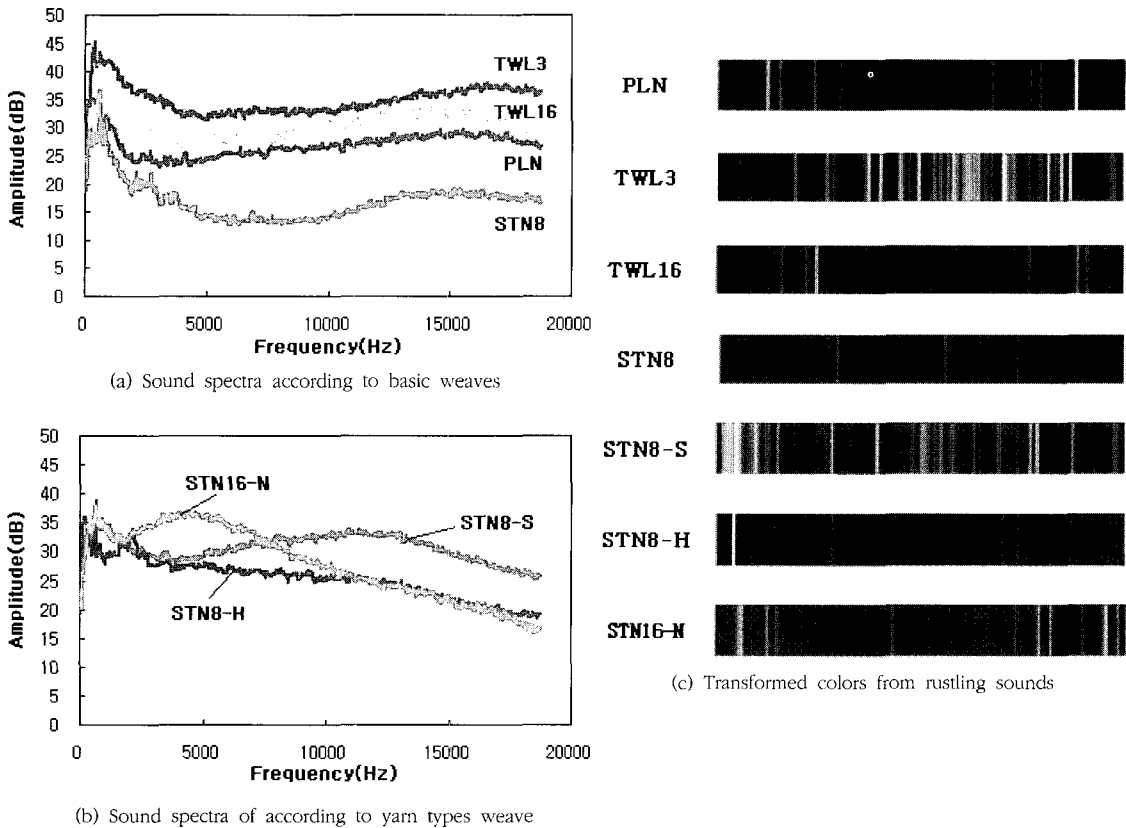 50
45
40
35
30
25
20
15
10
5
0
Amplitude(dB)
TWL3
TWL16
PLN
STN8
0 5000 10000 15000 20000
Frequency(Hz)
(a) Sound spectra according to basic weaves
50
45
40
35
30
25
20
15
10
5
0
Amplitude(dB)
STN16-N
STN8-S
STN8-H
0 5000 10000 15000 20000
Frequency(Hz)
(b) Sound spectra of according to yarn types weave
PLN
TWL3
TWL16
STN8
STN8-S
STN8-H
STN16-N
(c) Transformed colors from rustling sounds